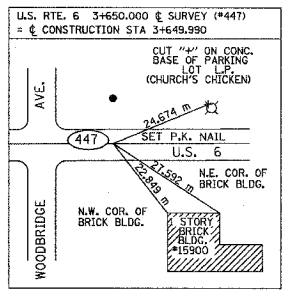 U.S. RTE. 6 3+650.000 ℄ SURVEY (#447)
= ℄ CONSTRUCTION STA 3+649.990
CUT "+" ON CONC.
BASE OF PARKING
LOT L.P.
(CHURCH'S CHICKEN)
AVE.
24.674 m
447
SET P.K. NAIL
U.S. 6
27.592 m
22.849 m
N.E. COR. OF
BRICK BLDG.
N.W. COR. OF
BRICK BLDG.
1 STORY
BRICK
BLDG.
#15900
WOODBRIDGE